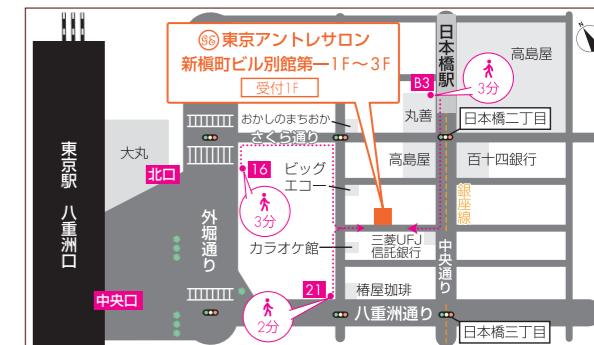 東京アントレサロン
新槇町ビル別館第一1F～3F
受付1F
日本橋駅
高島屋
B3
3分
丸善
日本橋二丁目
おかしのまちおか
さくら通り
大丸
北口
16
3分
ビッグ
エコー
高島屋
百十四銀行
銀座線
東京駅 八重洲口
外堀通り
カラオケ館
三菱UFJ
信託銀行
中央通り
中央口
21
2分
椿屋珈琲
八重洲通り
日本橋三丁目